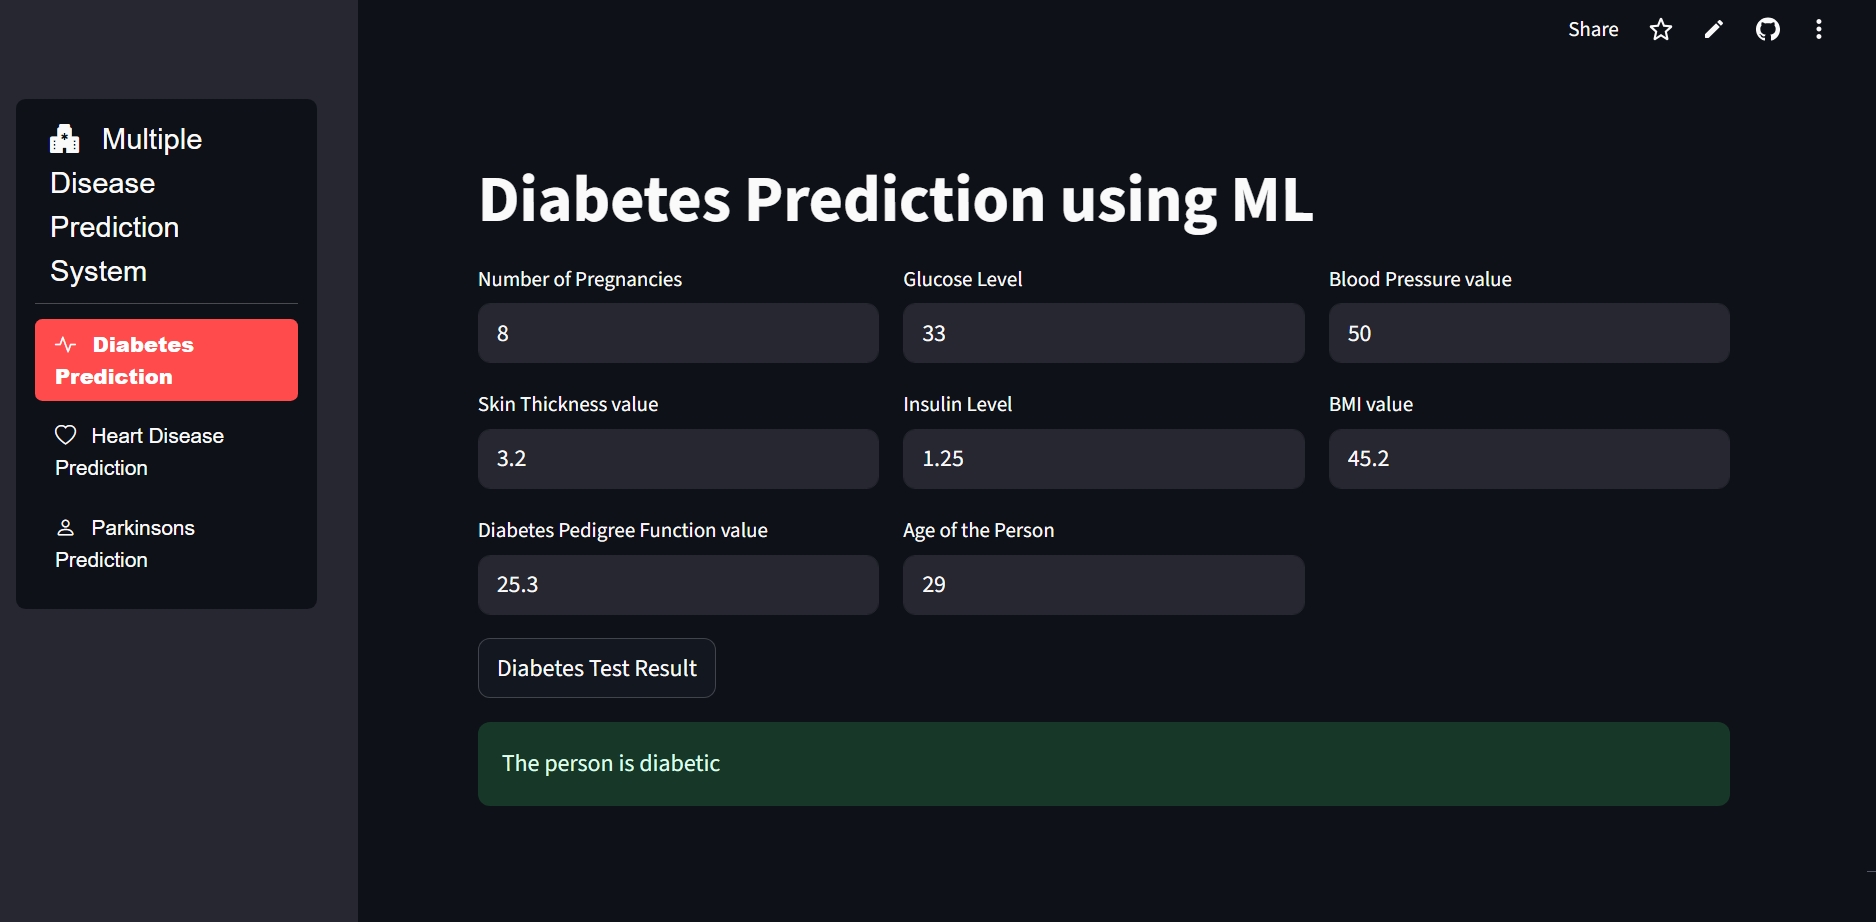 Share
Multiple
Disease
Prediction
System
Diabetes
Prediction
Heart Disease
Prediction
Parkinsons
Prediction
Diabetes Prediction using ML
Number of Pregnancies
8
Glucose Level
33
Blood Pressure value
50
Skin Thickness value
3.2
Insulin Level
1.25
BMI value
45.2
Diabetes Pedigree Function value
25.3
Age of the Person
29
Diabetes Test Result
The person is diabetic